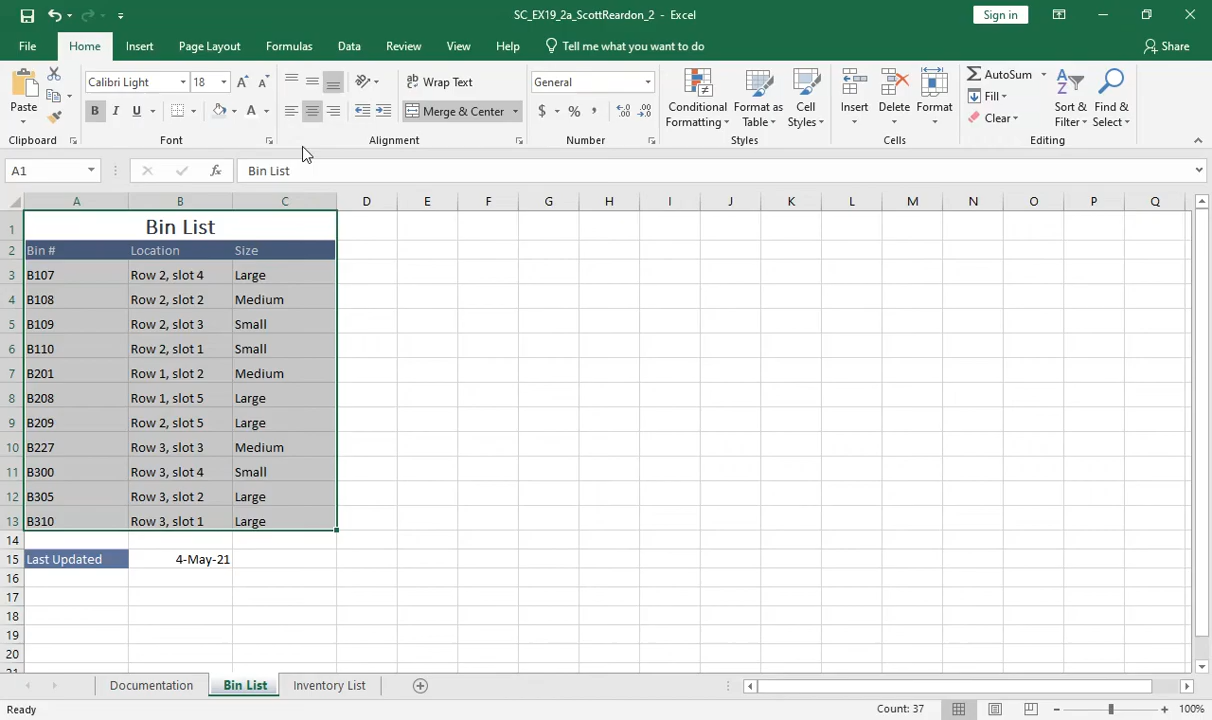 SC_EX19_2a_ScottReardon_2 - Excel
Sign in
File Home Insert Page Layout Formulas Data Review View Help Tell me what you want to do Share
Calibri Light 18 Wrap Text General AutoSum
Paste B I U A Merge & Center $ % , Conditional Formatting Format as Table Cell Styles Insert Delete Format Fill Clear Sort & Filter Find & Select
Clipboard Font Alignment Number Styles Cells Editing
A1 fx Bin List
A B C D E F G H I J K L M N O P Q
1 Bin List
2 Bin # Location Size
3 B107 Row 2, slot 4 Large
4 B108 Row 2, slot 2 Medium
5 B109 Row 2, slot 3 Small
6 B110 Row 2, slot 1 Small
7 B201 Row 1, slot 2 Medium
8 B208 Row 1, slot 5 Large
9 B209 Row 2, slot 5 Large
10 B227 Row 3, slot 3 Medium
11 B300 Row 3, slot 4 Small
12 B305 Row 3, slot 2 Large
13 B310 Row 3, slot 1 Large
14
15 Last Updated 4-May-21
16
17
18
19
20
21
Documentation Bin List Inventory List
Ready Count: 37 100%